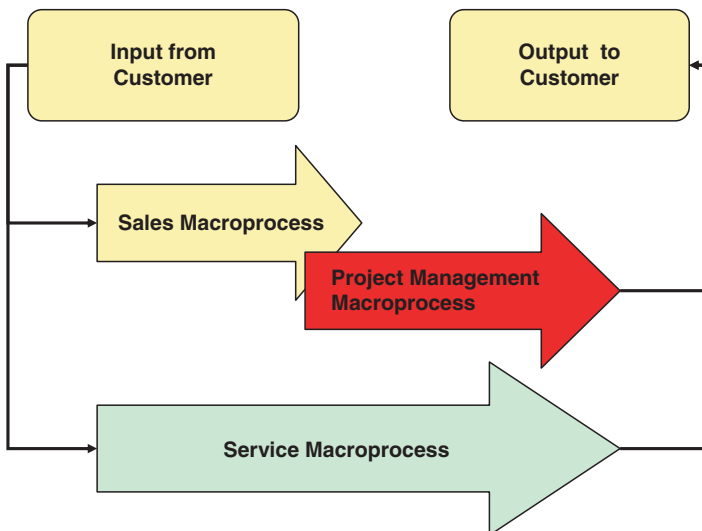 Input from
Customer
Output to
Customer
Sales Macroprocess
Project Management
Macroprocess
Service Macroprocess